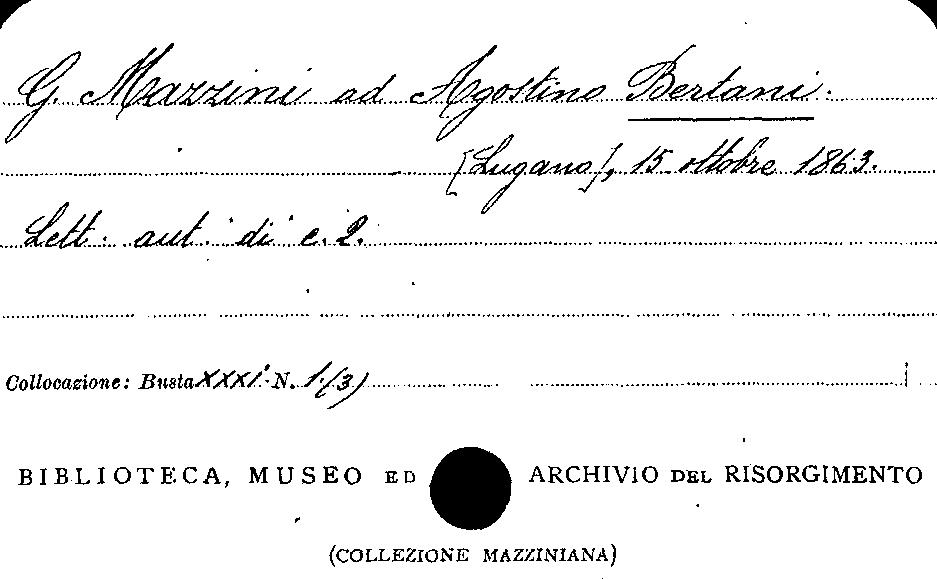 G. Mazzini ad Agostino Bertani.
[Lugano], 15 ottobre 1863.
Lett. aut. di c. 2.
Collocazione: Busta XXXI. N. 1.(3)
BIBLIOTECA, MUSEO ED ARCHIVIO DEL RISORGIMENTO
(COLLEZIONE MAZZINIANA)